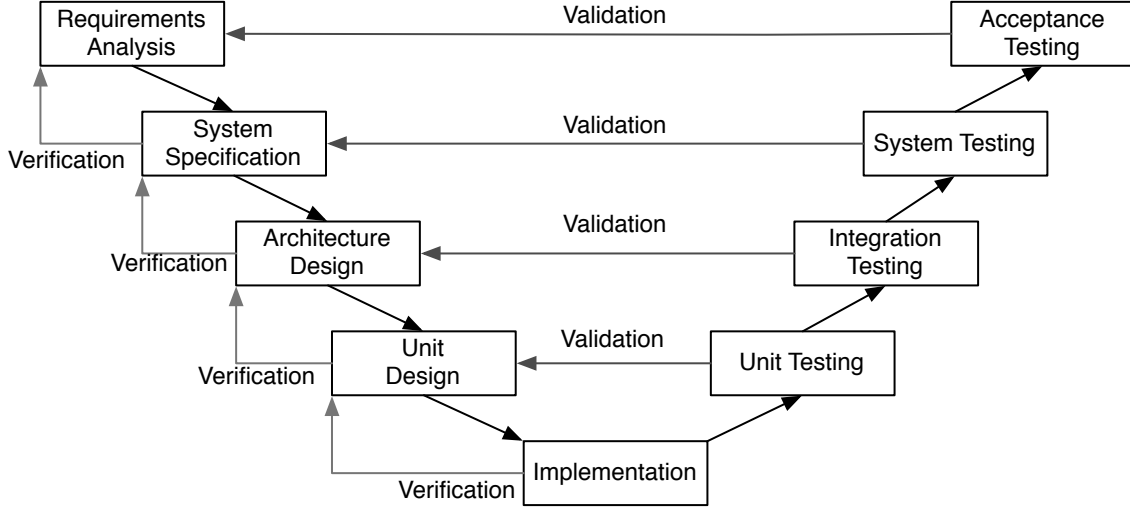 Requirements
Analysis
Validation
Acceptance
Testing
System
Specification
Validation
System Testing
Verification
Architecture
Design
Validation
Integration
Testing
Verification
Unit
Design
Validation
Unit Testing
Verification
Implementation
Verification